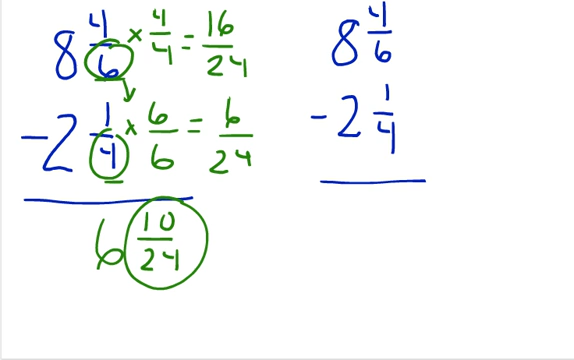 8 4/6 × 4/4 = 16/24
- 2 1/4 × 6/6 = 6/24
6 10/24
8 4/6
- 2 1/4